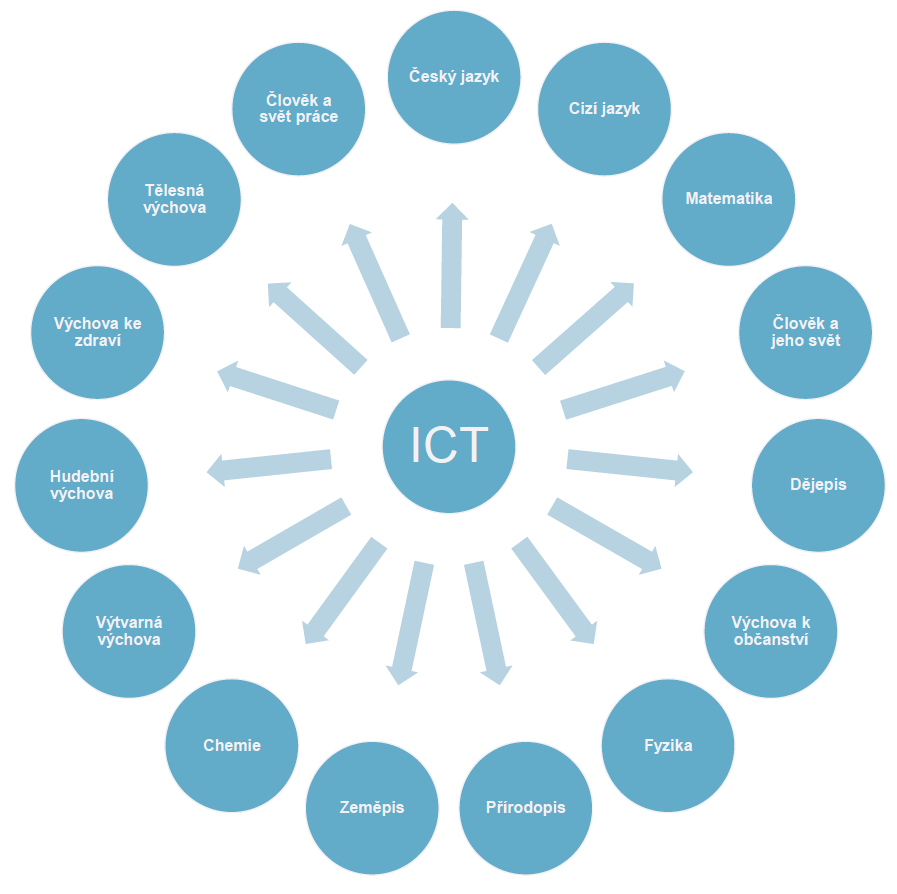 Český jazyk
Cizí jazyk
Matematika
Člověk a
jeho svět
Dějepis
Výchova k
občanství
Fyzika
Přírodopis
Zeměpis
Chemie
Výtvarná
výchova
Hudební
výchova
Výchova ke
zdraví
Tělesná
výchova
Člověk a
svět práce
ICT